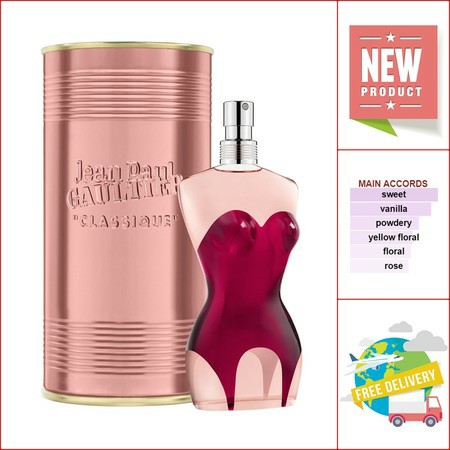 Jean Paul
GAULTIER
"CLASSIQUE"
NEW
PRODUCT
MAIN ACCORDS
sweet
vanilla
powdery
yellow floral
floral
rose
FREE DELIVERY